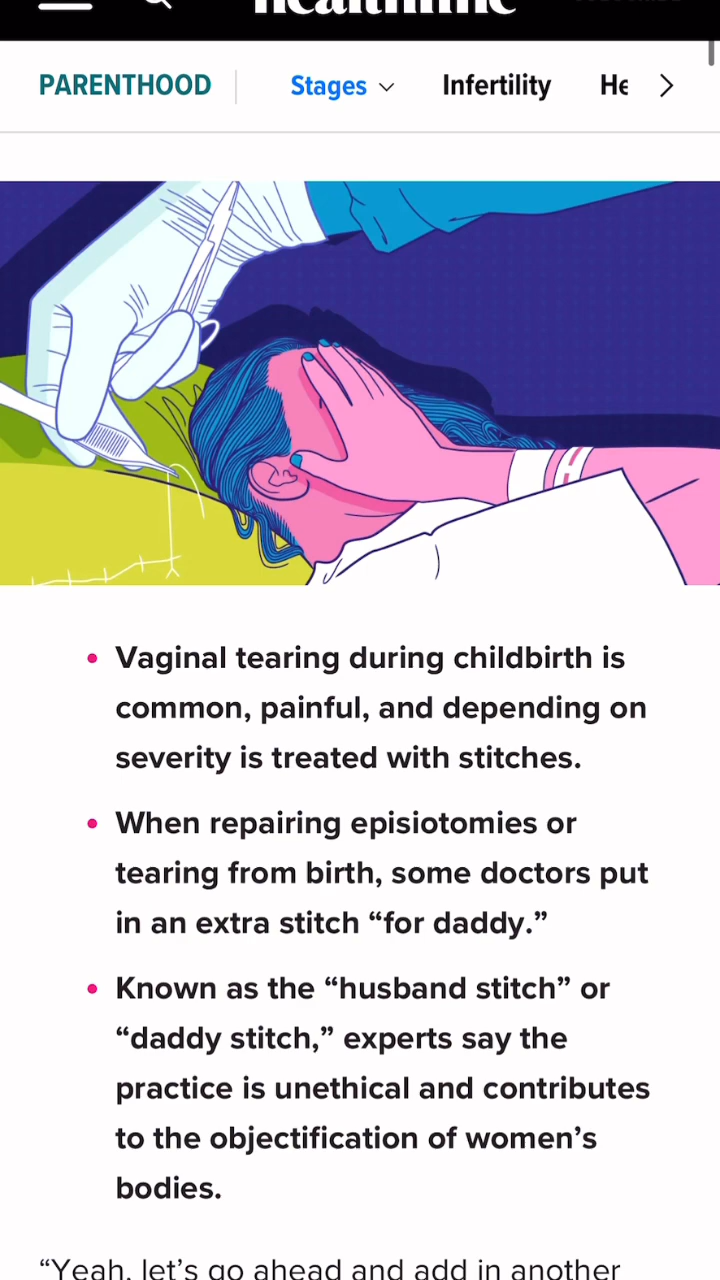 healthline
PARENTHOOD
Stages
Infertility
He
• Vaginal tearing during childbirth is
common, painful, and depending on
severity is treated with stitches.
• When repairing episiotomies or
tearing from birth, some doctors put
in an extra stitch “for daddy.”
• Known as the “husband stitch” or
“daddy stitch,” experts say the
practice is unethical and contributes
to the objectification of women’s
bodies.
“Yeah, let’s go ahead and add in another